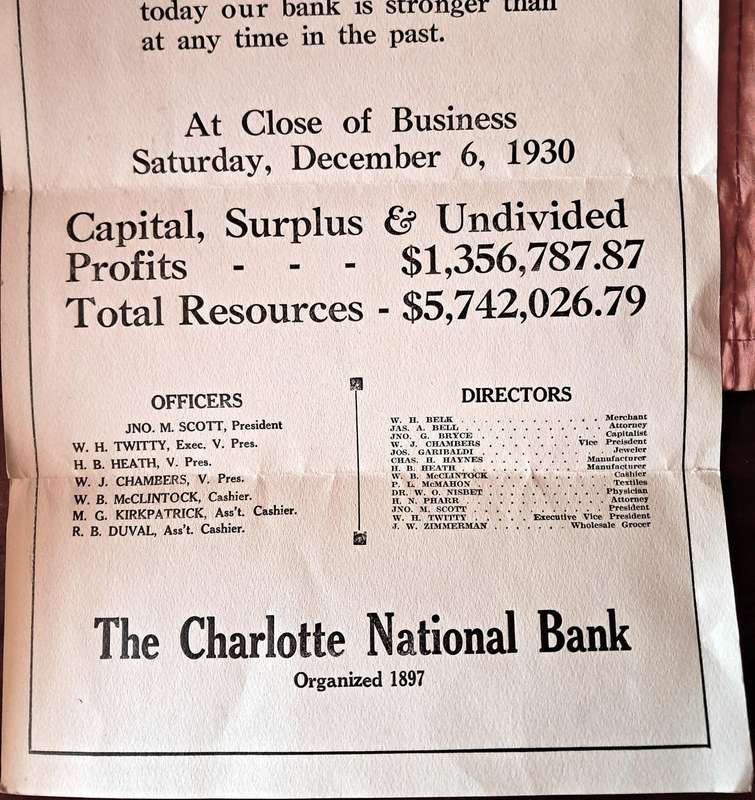 today our bank is stronger than
at any time in the past.
At Close of Business
Saturday, December 6, 1930
Capital, Surplus & Undivided
Profits - - - $1,356,787.87
Total Resources - $5,742,026.79
OFFICERS
JNO. M. SCOTT, President
W. H. TWITTY, Exec. V. Pres.
H. B. HEATH, V. Pres.
W. J. CHAMBERS, V. Pres.
W. B. McCLINTOCK, Cashier.
M. G. KIRKPATRICK, Ass't. Cashier.
R. B. DUVAL, Ass't. Cashier.
DIRECTORS
W. H. BELK . . . . . . . . . . . . . Merchant
JAS. A. BELL . . . . . . . . . . . . . Attorney
JNO. G. BRYCE . . . . . . . . . . . . . Capitalist
W. J. CHAMBERS . . . . . . . . . Vice President
JOS. GARIBALDI . . . . . . . . . . . . . Jeweler
CHAS. H. HAYNES . . . . . . . . . . Manufacturer
H. B. HEATH . . . . . . . . . . . . Manufacturer
W. B. McCLINTOCK . . . . . . . . . . . . Cashier
P. L. McMAHON . . . . . . . . . . . . . Textiles
DR. W. O. NISBET . . . . . . . . . . . Physician
H. N. PHARR . . . . . . . . . . . . . Attorney
JNO. M. SCOTT . . . . . . . . . . . . President
W. H. TWITTY . . . . . . Executive Vice President
J. W. ZIMMERMAN . . . . . . . . Wholesale Grocer
The Charlotte National Bank
Organized 1897